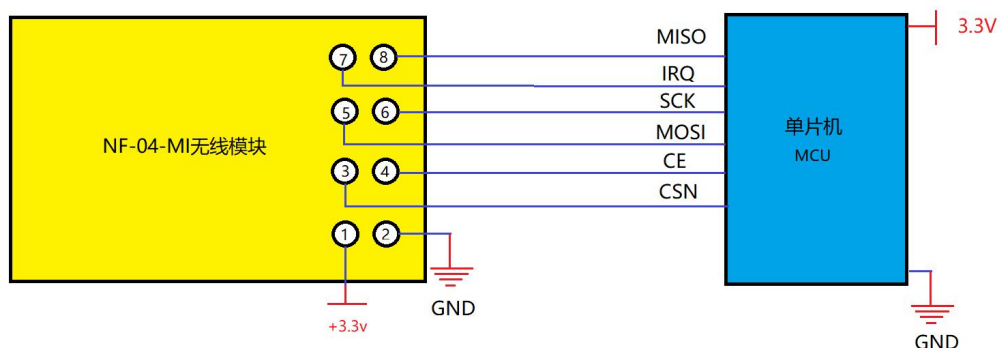 NF-04-MI无线模块
7
8
5
6
3
4
1
2
+3.3v
GND
MISO
IRQ
SCK
MOSI
CE
CSN
单片机
MCU
3.3V
GND